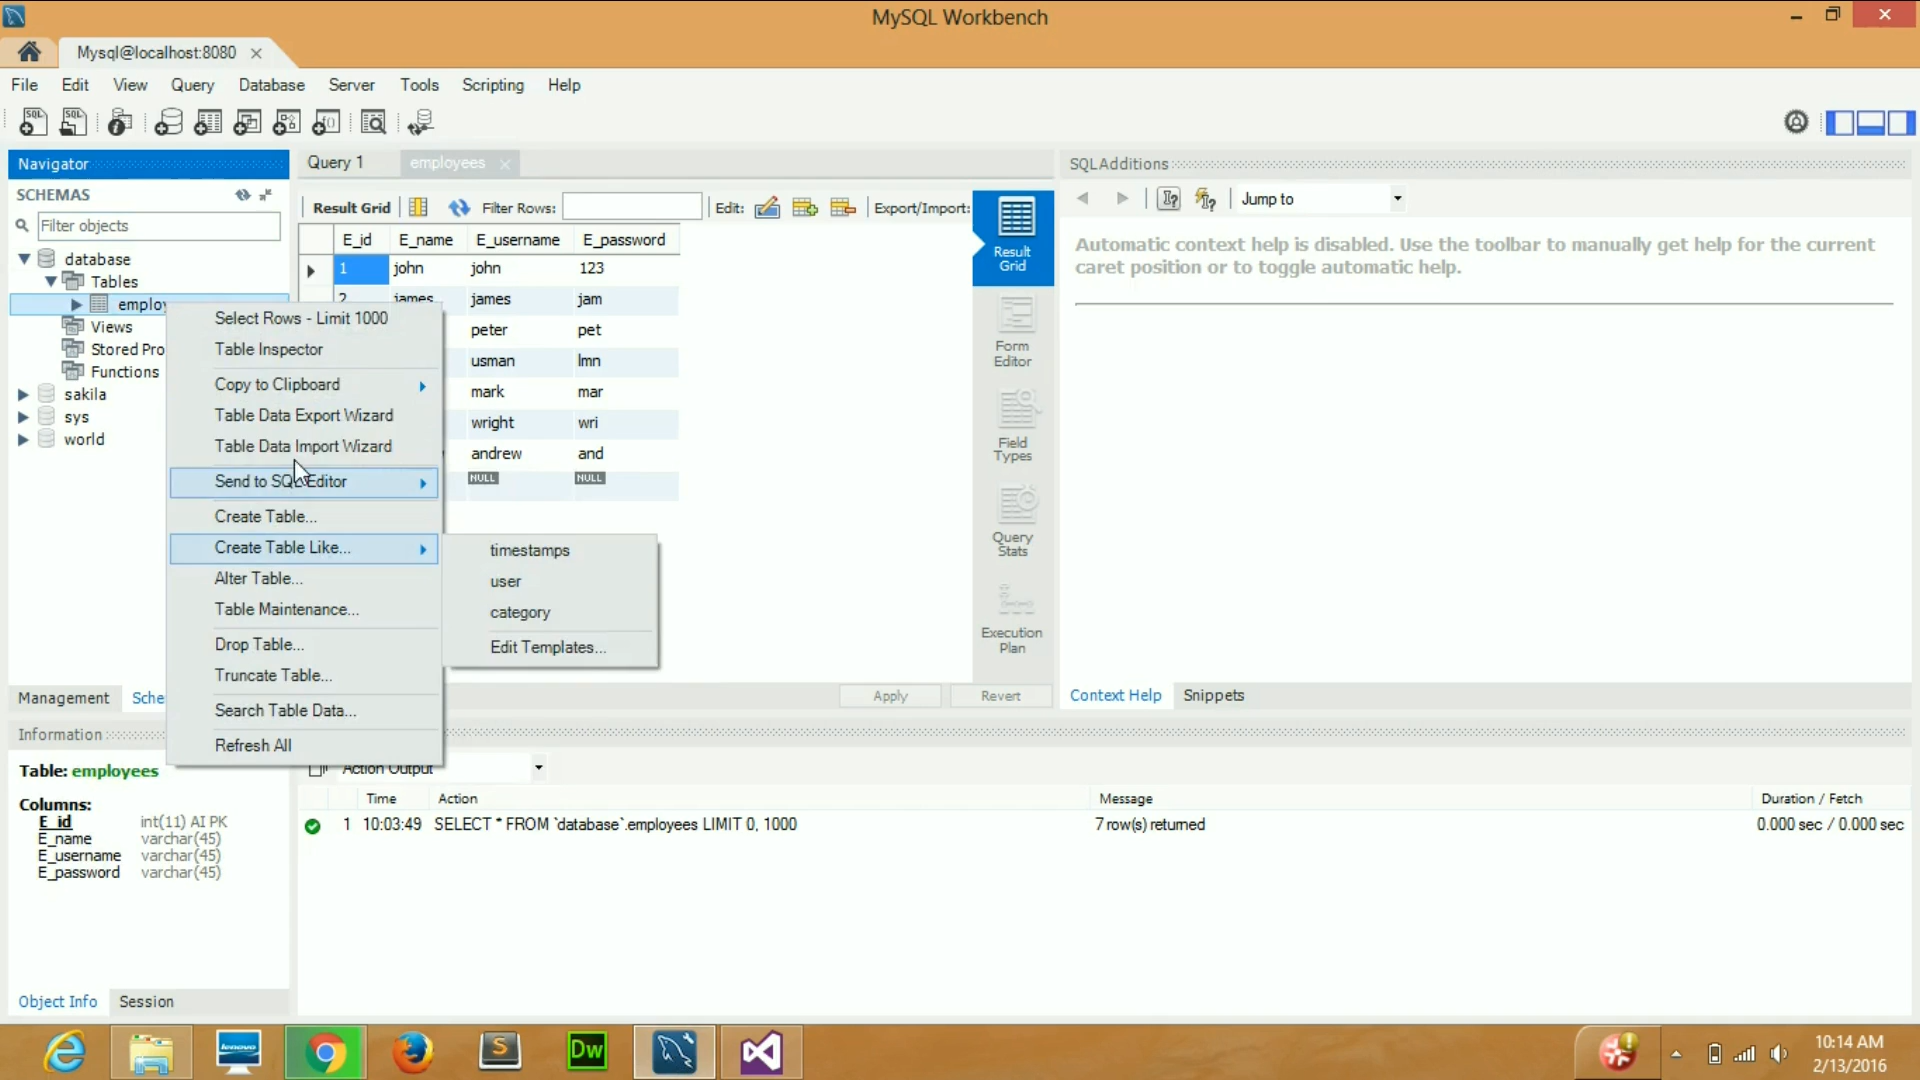 MySQL Workbench
Mysql@localhost:8080
File Edit View Query Database Server Tools Scripting Help
Navigator
SCHEMAS
Filter objects
database
Tables
employ
Views
Stored Pro
Functions
sakila
sys
world
Management Sche
Select Rows - Limit 1000
Table Inspector
Copy to Clipboard
Table Data Export Wizard
Table Data Import Wizard
Send to SQL Editor
Create Table...
Create Table Like...
Alter Table...
Table Maintenance...
Drop Table...
Truncate Table...
Search Table Data...
Refresh All
timestamps
user
category
Edit Templates...
Query 1 employees
Result Grid Filter Rows: Edit: Export/Import:
E_id E_name E_username E_password
1 john john 123
2 james james jam
peter pet
usman lmn
mark mar
wright wri
andrew and
NULL NULL
Result Grid
Form Editor
Field Types
Query Stats
Execution Plan
Apply Revert
SQLAdditions
Jump to
Automatic context help is disabled. Use the toolbar to manually get help for the current
caret position or to toggle automatic help.
Context Help Snippets
Information
Table: employees
Columns:
E_id int(11) AI PK
E_name varchar(45)
E_username varchar(45)
E_password varchar(45)
Object Info Session
Action Output
Time Action Message Duration / Fetch
1 10:03:49 SELECT * FROM `database`.employees LIMIT 0, 1000 7 row(s) returned 0.000 sec / 0.000 sec
lenovo
S
Dw
10:14 AM
2/13/2016